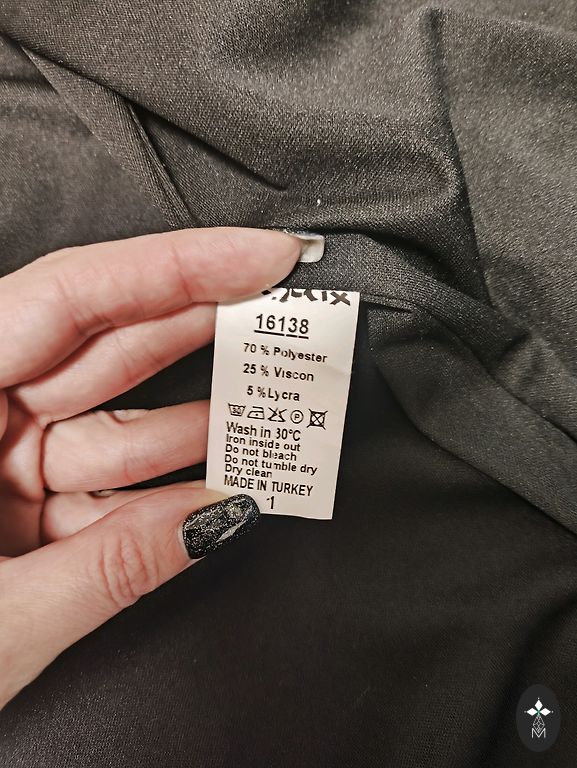 16138
70 % Polyester
25 % Viscon
5 % Lycra
P
Wash in 30°C
Iron inside out
Do not bleach
Do not tumble dry
Dry clean
MADE IN TURKEY
1
M